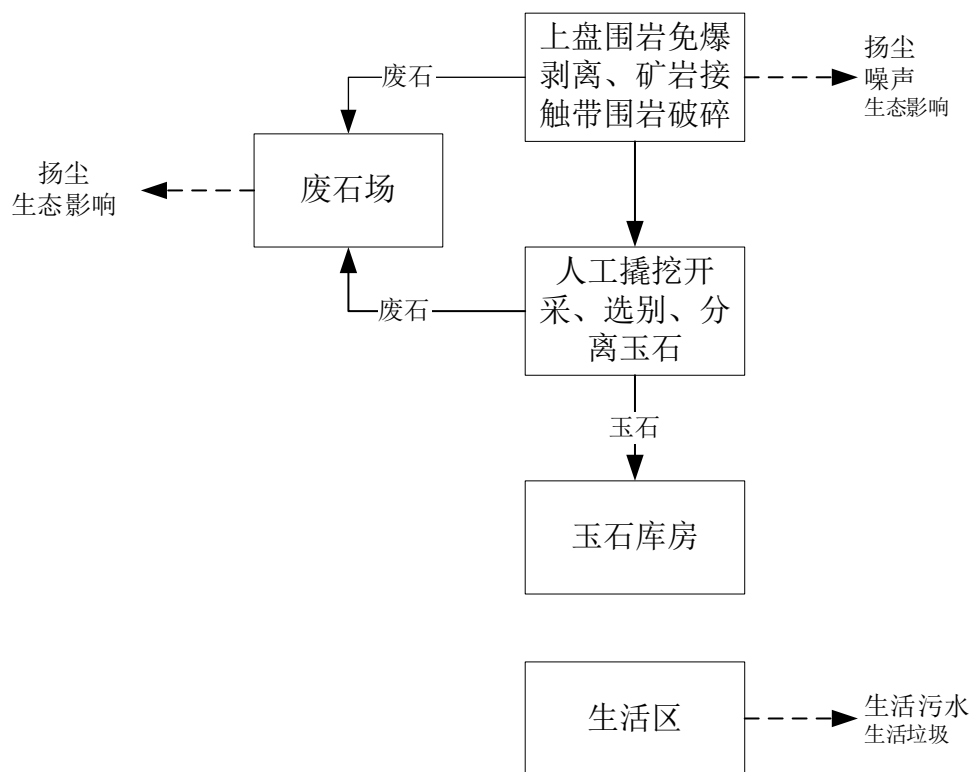 上盘围岩免爆
剥离、矿岩接
触带围岩破碎
扬尘
噪声
生态影响
废石
废石场
扬尘
生态影响
人工撬挖开
采、选别、分
离玉石
废石
玉石
玉石库房
生活区
生活污水
生活垃圾